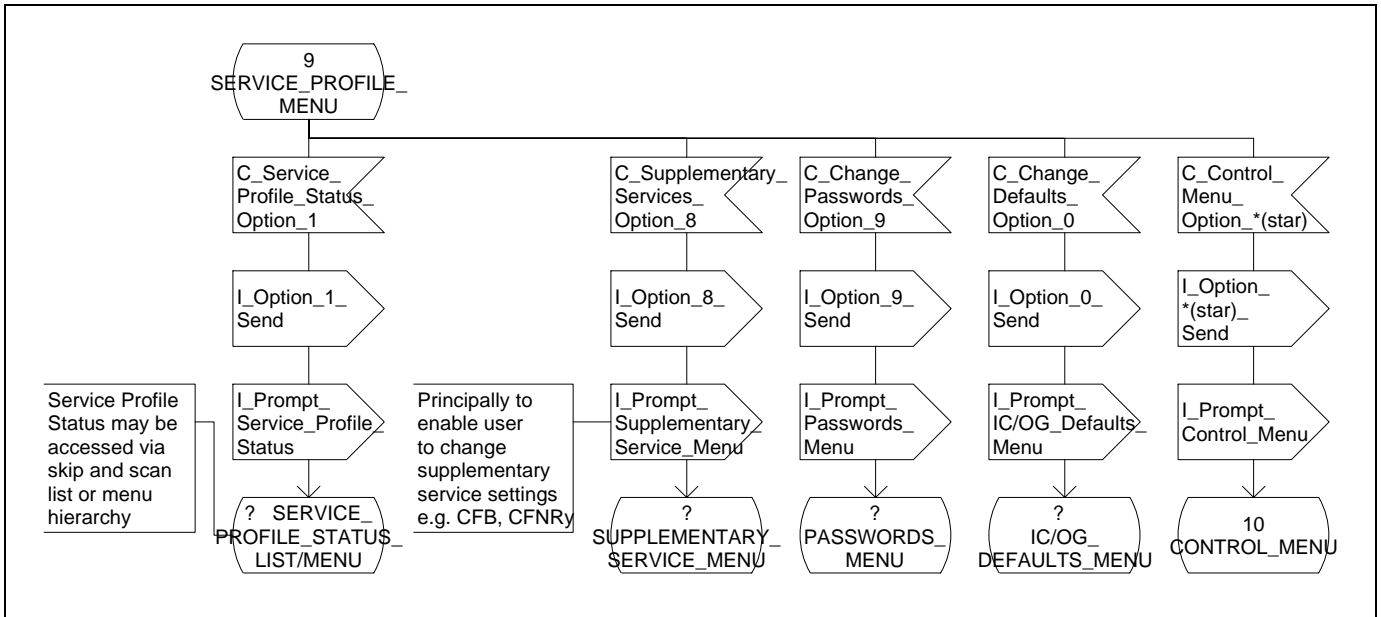 9
SERVICE_PROFILE_
MENU
C_Service_
Profile_Status_
Option_1
C_Supplementary_
Services_
Option_8
C_Change_
Passwords_
Option_9
C_Change_
Defaults_
Option_0
C_Control_
Menu_
Option_*(star)
I_Option_1_
Send
I_Option_8_
Send
I_Option_9_
Send
I_Option_0_
Send
I_Option_
*(star)_
Send
Service Profile
Status may be
accessed via
skip and scan
list or menu
hierarchy
I_Prompt_
Service_Profile_
Status
Principally to
enable user
to change
supplementary
service settings
e.g. CFB, CFNRy
I_Prompt_
Supplementary_
Service_Menu
I_Prompt_
Passwords_
Menu
I_Prompt_
IC/OG_Defaults_
Menu
I_Prompt_
Control_Menu
? SERVICE_
PROFILE_STATUS_
LIST/MENU
?
SUPPLEMENTARY_
SERVICE_MENU
?
PASSWORDS_
MENU
?
IC/OG_
DEFAULTS_MENU
10
CONTROL_MENU